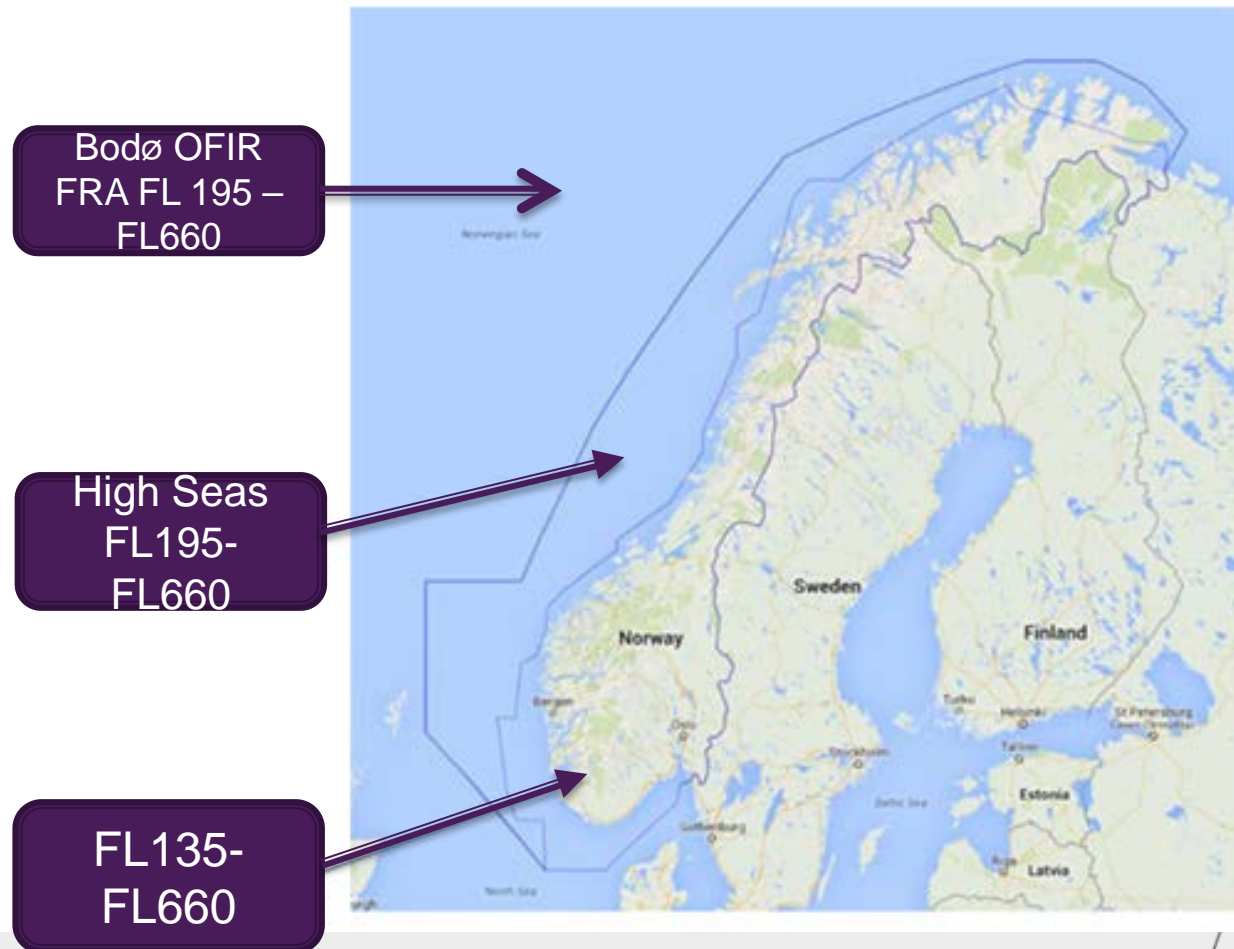 Bodø OFIR
FRA FL 195 –
FL660
Norwegian Sea
High Seas
FL195-
FL660
Sweden
Norway
Finland
Bergen
Oslo
Turku
Helsinki
St Petersburg
Stockholm
Tallinn
FL135-
FL660
Estonia
Baltic Sea
Gothenburg
Riga
Latvia
North Sea
/